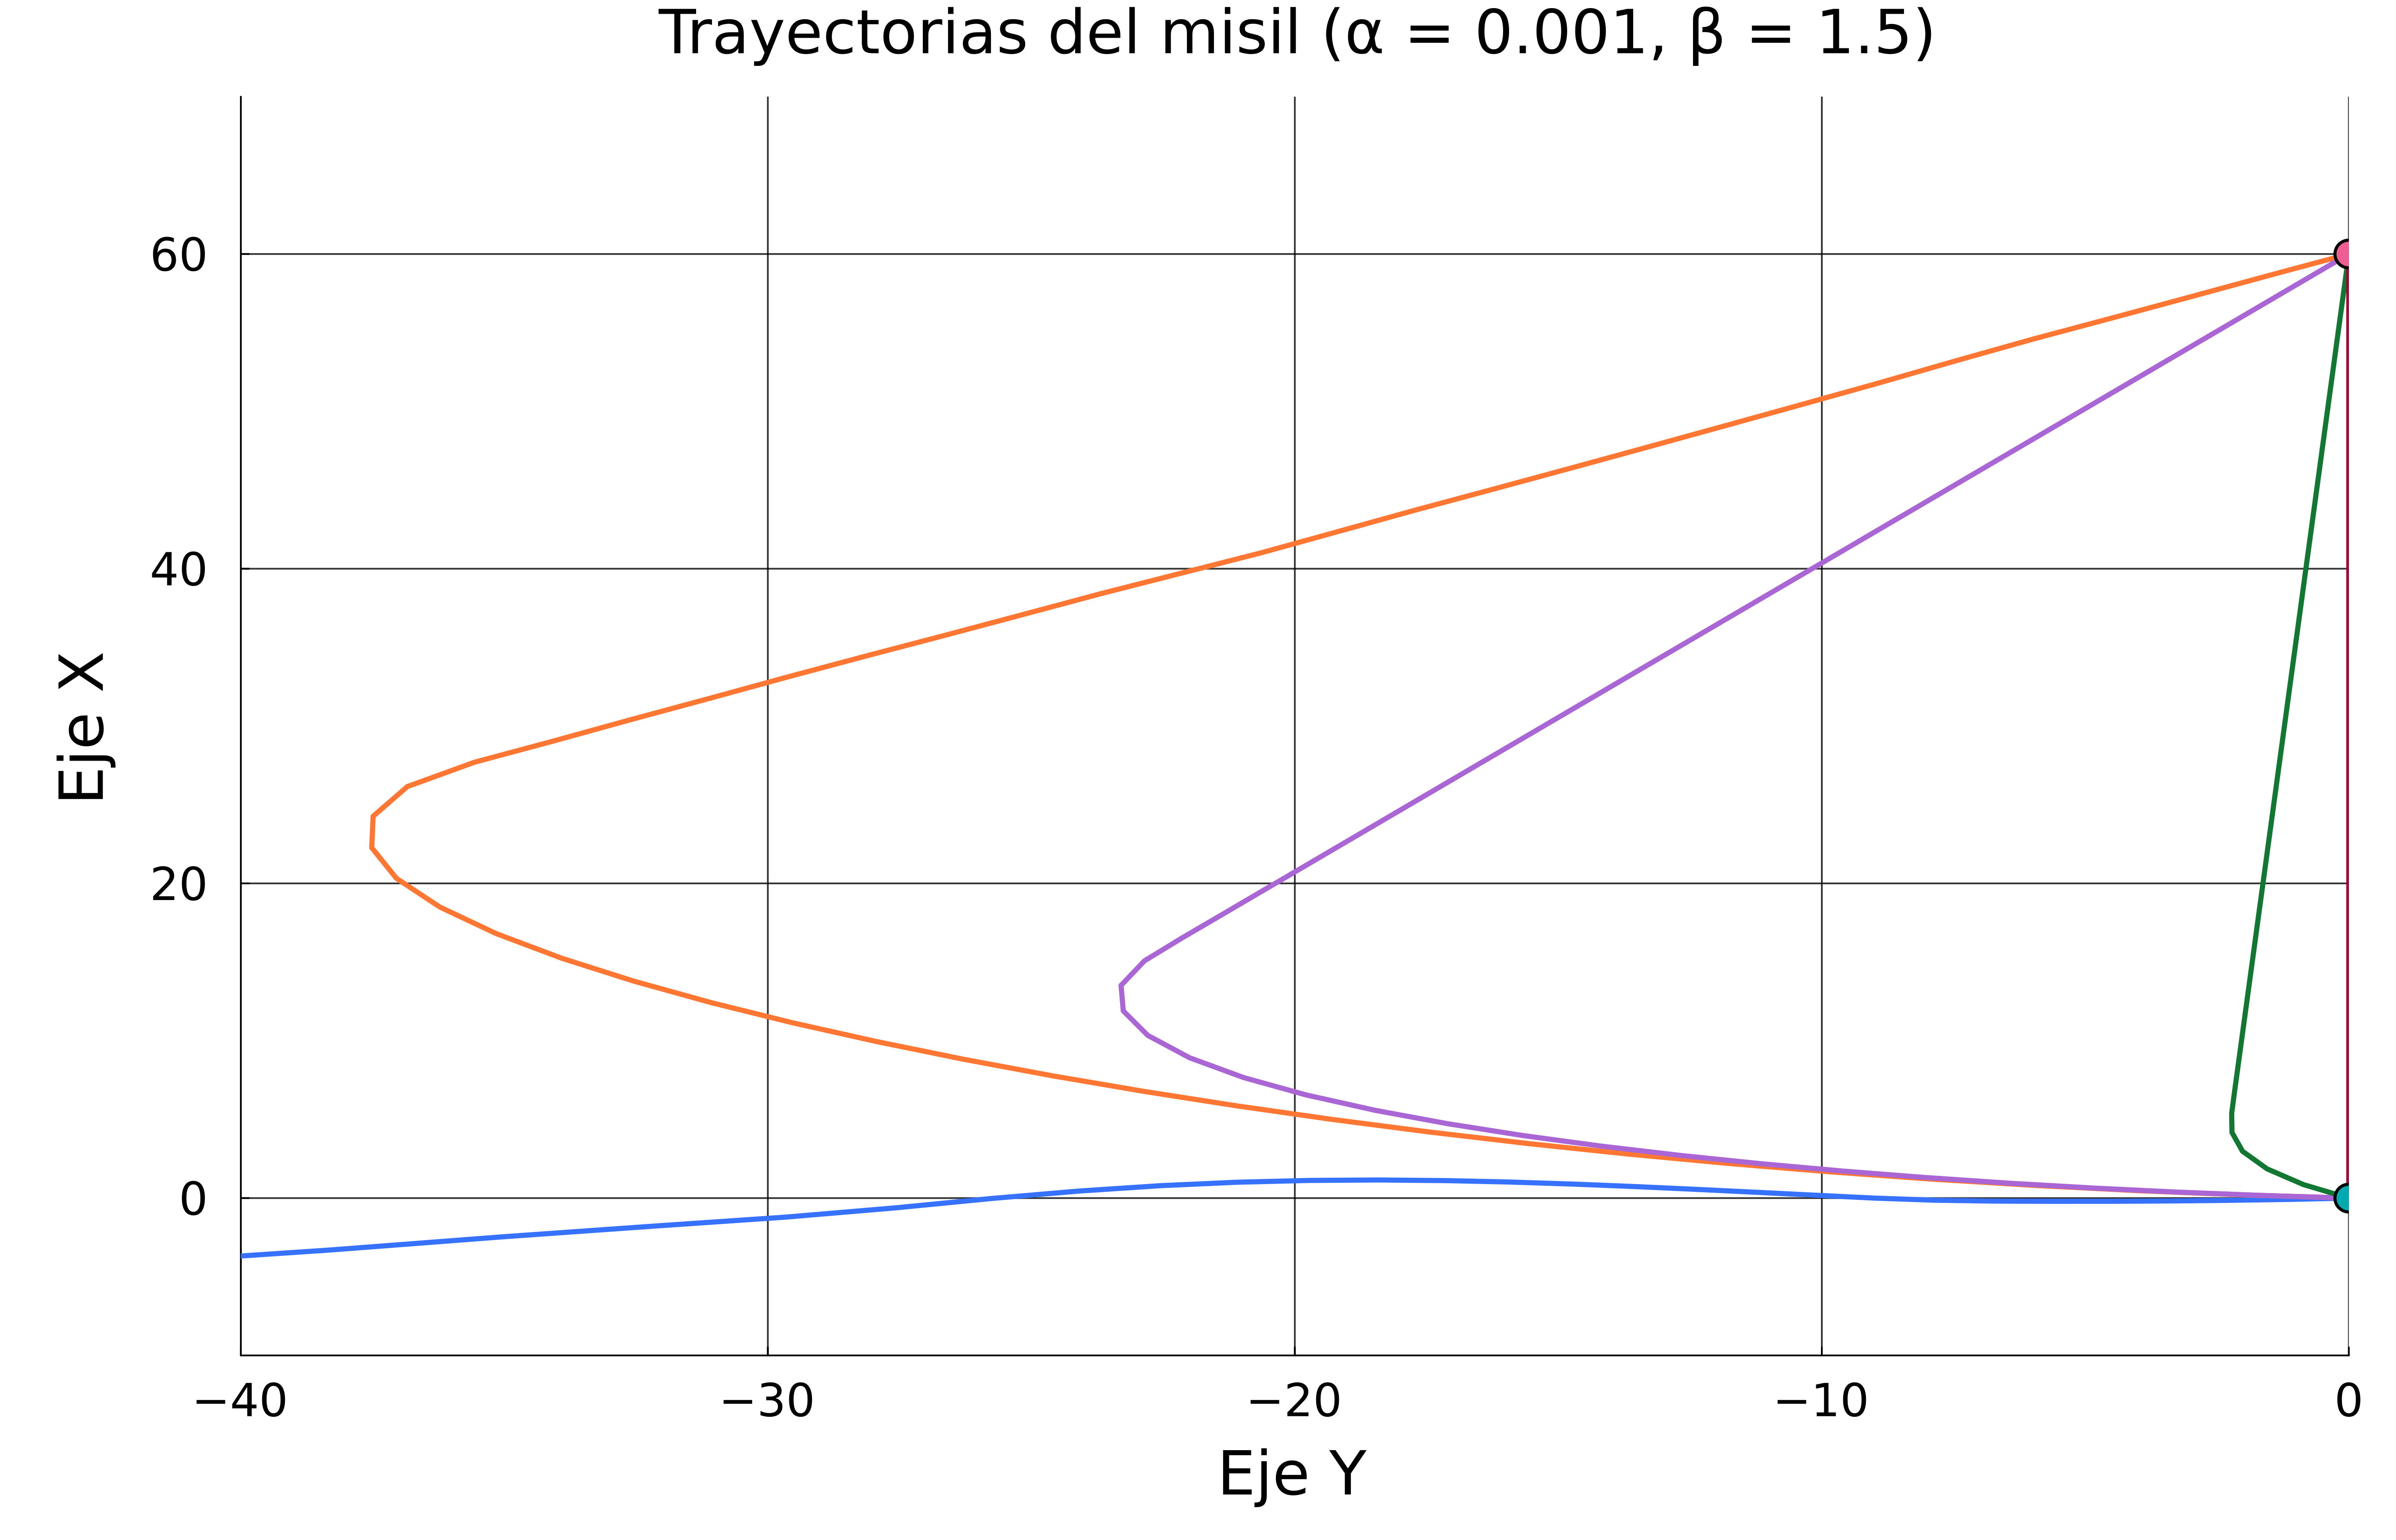 Trayectorias del misil (α = 0.001, β = 1.5)
60
40
20
0
Eje X
−40 −30 −20 −10 0
Eje Y